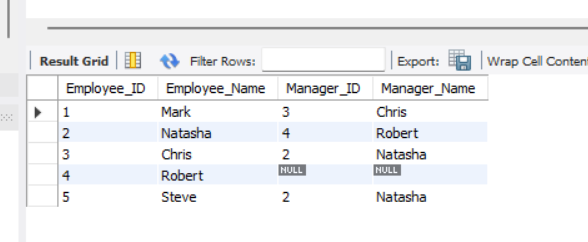 Result Grid Filter Rows: Export: Wrap Cell Conten
Employee_ID Employee_Name Manager_ID Manager_Name
1 Mark 3 Chris
2 Natasha 4 Robert
3 Chris 2 Natasha
4 Robert NULL NULL
5 Steve 2 Natasha